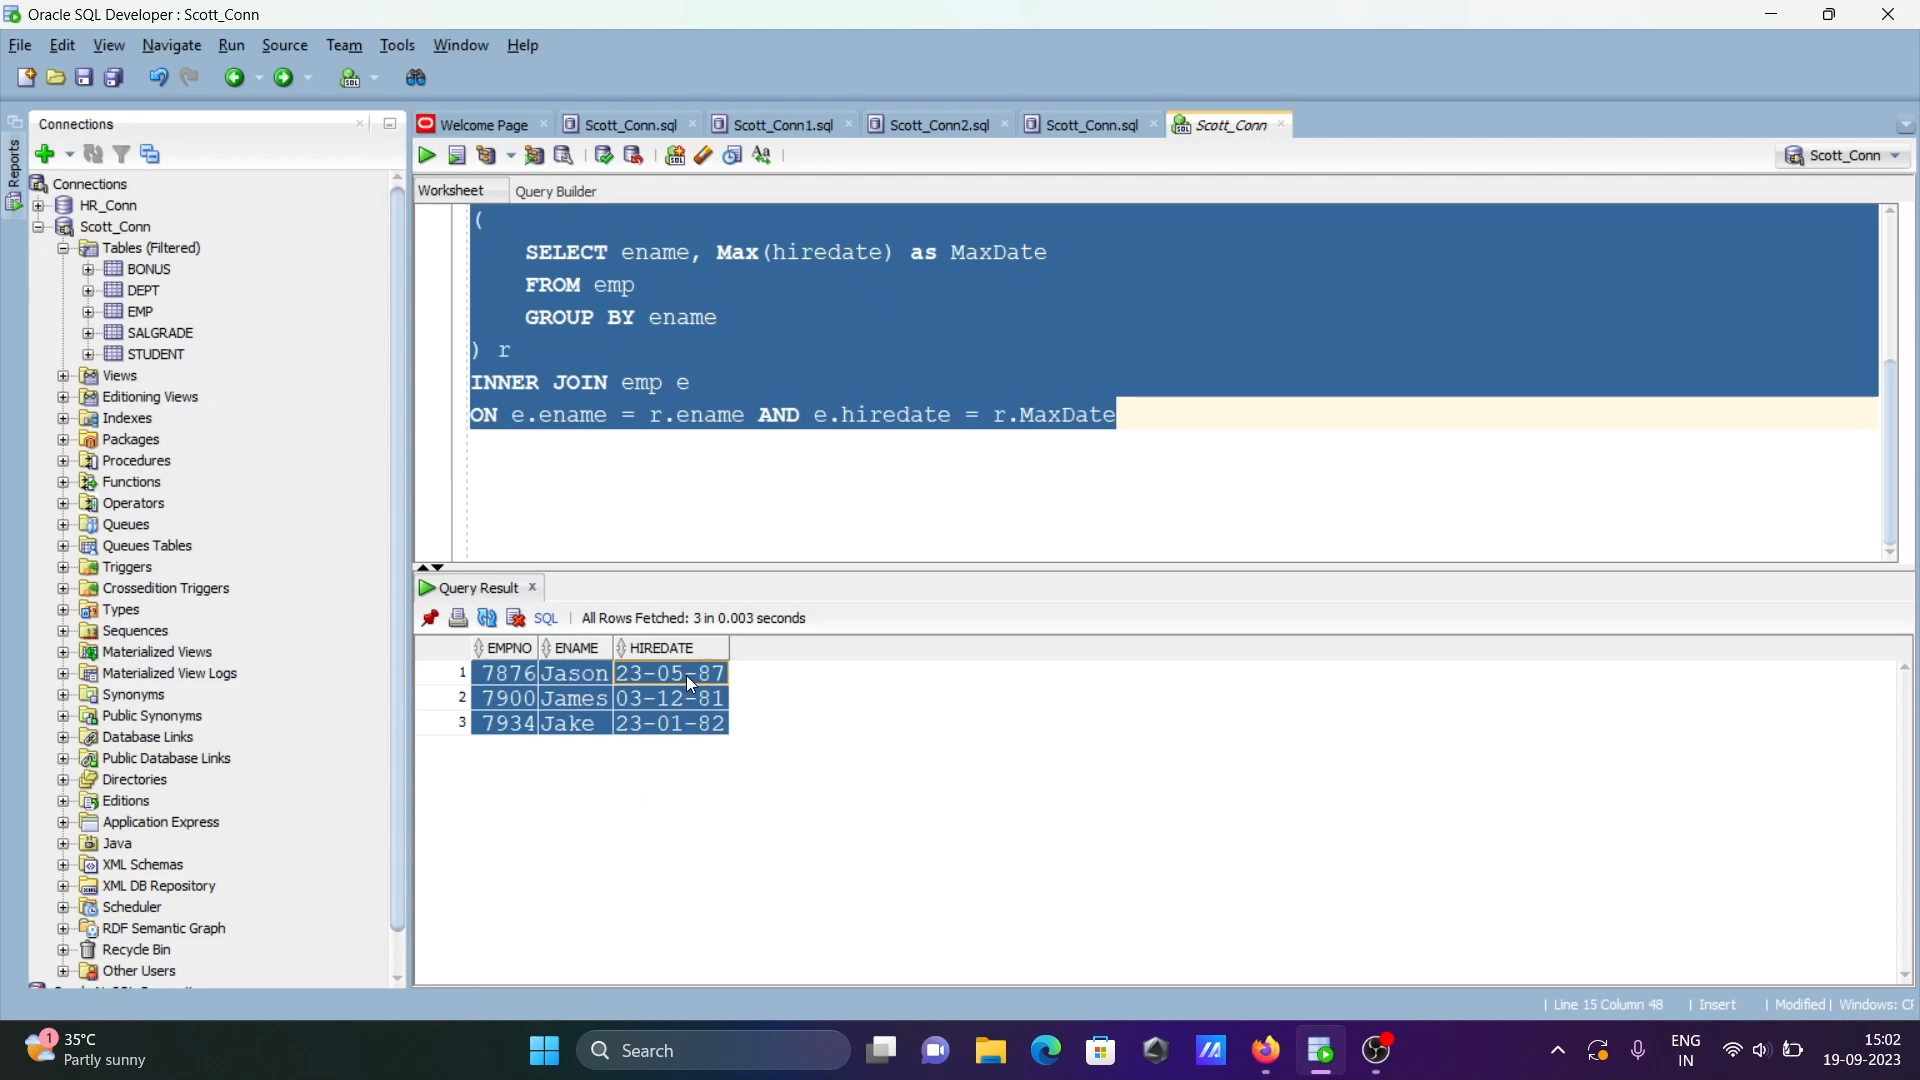 Oracle SQL Developer : Scott_Conn
File Edit View Navigate Run Source Team Tools Window Help
Connections
Reports
Connections
HR_Conn
Scott_Conn
Tables (Filtered)
BONUS
DEPT
EMP
SALGRADE
STUDENT
Views
Editioning Views
Indexes
Packages
Procedures
Functions
Operators
Queues
Queues Tables
Triggers
Crossedition Triggers
Types
Sequences
Materialized Views
Materialized View Logs
Synonyms
Public Synonyms
Database Links
Public Database Links
Directories
Editions
Application Express
Java
XML Schemas
XML DB Repository
Scheduler
RDF Semantic Graph
Recycle Bin
Other Users
Welcome Page Scott_Conn.sql Scott_Conn1.sql Scott_Conn2.sql Scott_Conn.sql Scott_Conn
Scott_Conn
Worksheet Query Builder
(
SELECT ename, Max(hiredate) as MaxDate
FROM emp
GROUP BY ename
) r
INNER JOIN emp e
ON e.ename = r.ename AND e.hiredate = r.MaxDate
Query Result
SQL | All Rows Fetched: 3 in 0.003 seconds
EMPNO ENAME HIREDATE
1 7876 Jason 23-05-87
2 7900 James 03-12-81
3 7934 Jake 23-01-82
| Line 15 Column 48 | Insert | Modified | Windows:
1 35°C
Partly sunny
Search
ENG
IN
15:02
19-09-2023